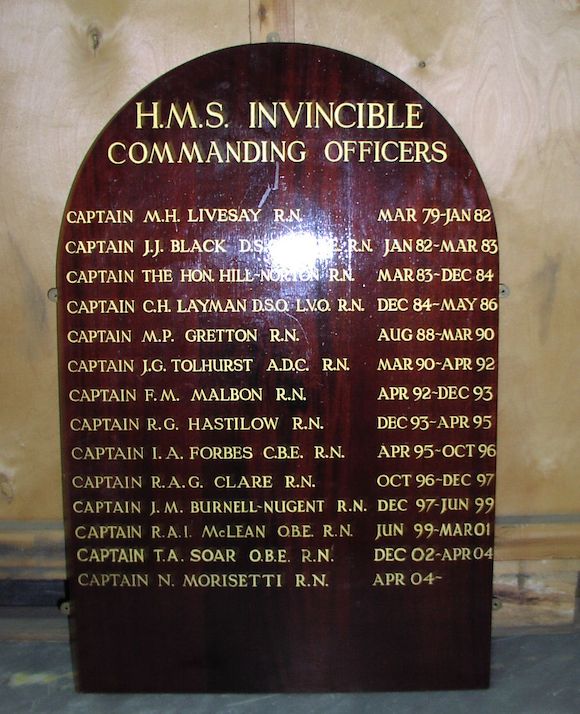 H.M.S. INVINCIBLE
COMMANDING OFFICERS
CAPTAIN M.H. LIVESAY R.N. MAR 79-JAN 82
CAPTAIN J.J. BLACK R.N. JAN 82-MAR 83
CAPTAIN THE HON. HILL-NORTON R.N. MAR 83-DEC 84
CAPTAIN C.H. LAYMAN D.S.O. L.V.O. R.N. DEC 84-MAY 86
CAPTAIN M.P. GRETTON R.N. AUG 88-MAR 90
CAPTAIN J.G. TOLHURST A.D.C. R.N. MAR 90-APR 92
CAPTAIN F.M. MALBON R.N. APR 92-DEC 93
CAPTAIN R.G. HASTILOW R.N. DEC 93-APR 95
CAPTAIN I.A. FORBES C.B.E. R.N. APR 95-OCT 96
CAPTAIN R.A.G. CLARE R.N. OCT 96-DEC 97
CAPTAIN J.M. BURNELL-NUGENT R.N. DEC 97-JUN 99
CAPTAIN R.A.I. McLEAN O.B.E. R.N. JUN 99-MAR 01
CAPTAIN T.A. SOAR O.B.E. R.N. DEC 02-APR 04
CAPTAIN N. MORISETTI R.N. APR 04-